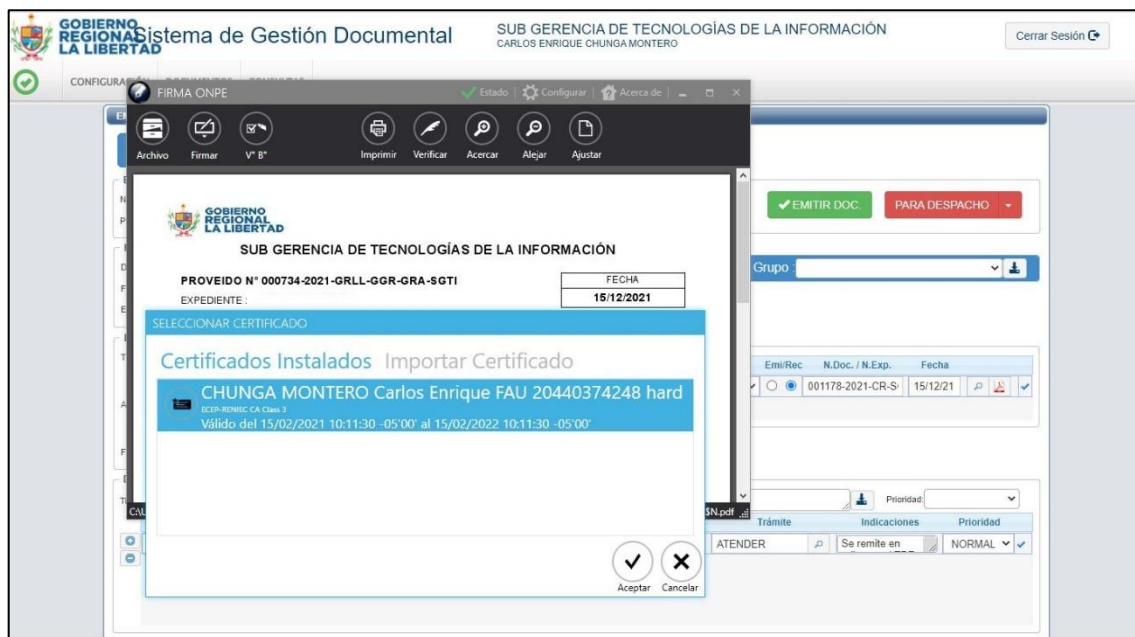 GOBIERNO
REGIONAL
LA LIBERTAD
Sistema de Gestión Documental
SUB GERENCIA DE TECNOLOGÍAS DE LA INFORMACIÓN
CARLOS ENRIQUE CHUNGA MONTERO
Cerrar Sesión
FIRMA ONPE
Estado | Configurar | Acerca de |
Archivo Firmar V° B° Imprimir Verificar Acercar Alejar Ajustar
GOBIERNO
REGIONAL
LA LIBERTAD
SUB GERENCIA DE TECNOLOGÍAS DE LA INFORMACIÓN
PROVEIDO N° 000734-2021-GRLL-GGR-GRA-SGTI
EXPEDIENTE :
FECHA
15/12/2021
EMITIR DOC. PARA DESPACHO
Grupo :
SELECCIONAR CERTIFICADO
Certificados Instalados Importar Certificado
CHUNGA MONTERO Carlos Enrique FAU 20440374248 hard
ECEP-RENIEC CA Class 3
Válido del 15/02/2021 10:11:30 -05'00' al 15/02/2022 10:11:30 -05'00'
Aceptar Cancelar
Emi/Rec N.Doc. / N.Exp. Fecha
001178-2021-CR-S 15/12/21
Prioridad:
Trámite Indicaciones Prioridad
ATENDER Se remite en NORMAL